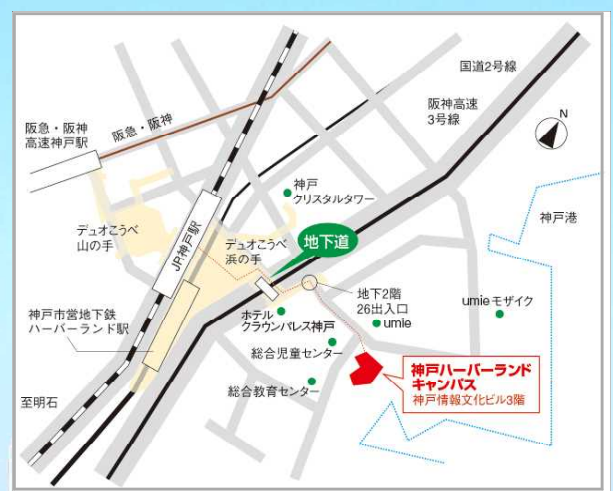 国道2号線
阪神高速
3号線
N
阪急・阪神
高速神戸駅
阪急・阪神
神戸
クリスタルタワー
神戸港
デュオこうべ
山の手
JR神戸駅
デュオこうべ
浜の手
地下道
地下2階
26出入口
umieモザイク
神戸市営地下鉄
ハーバーランド駅
ホテル
クラウンパレス神戸
umie
総合児童センター
神戸ハーバーランド
キャンパス
神戸情報文化ビル3階
総合教育センター
至明石